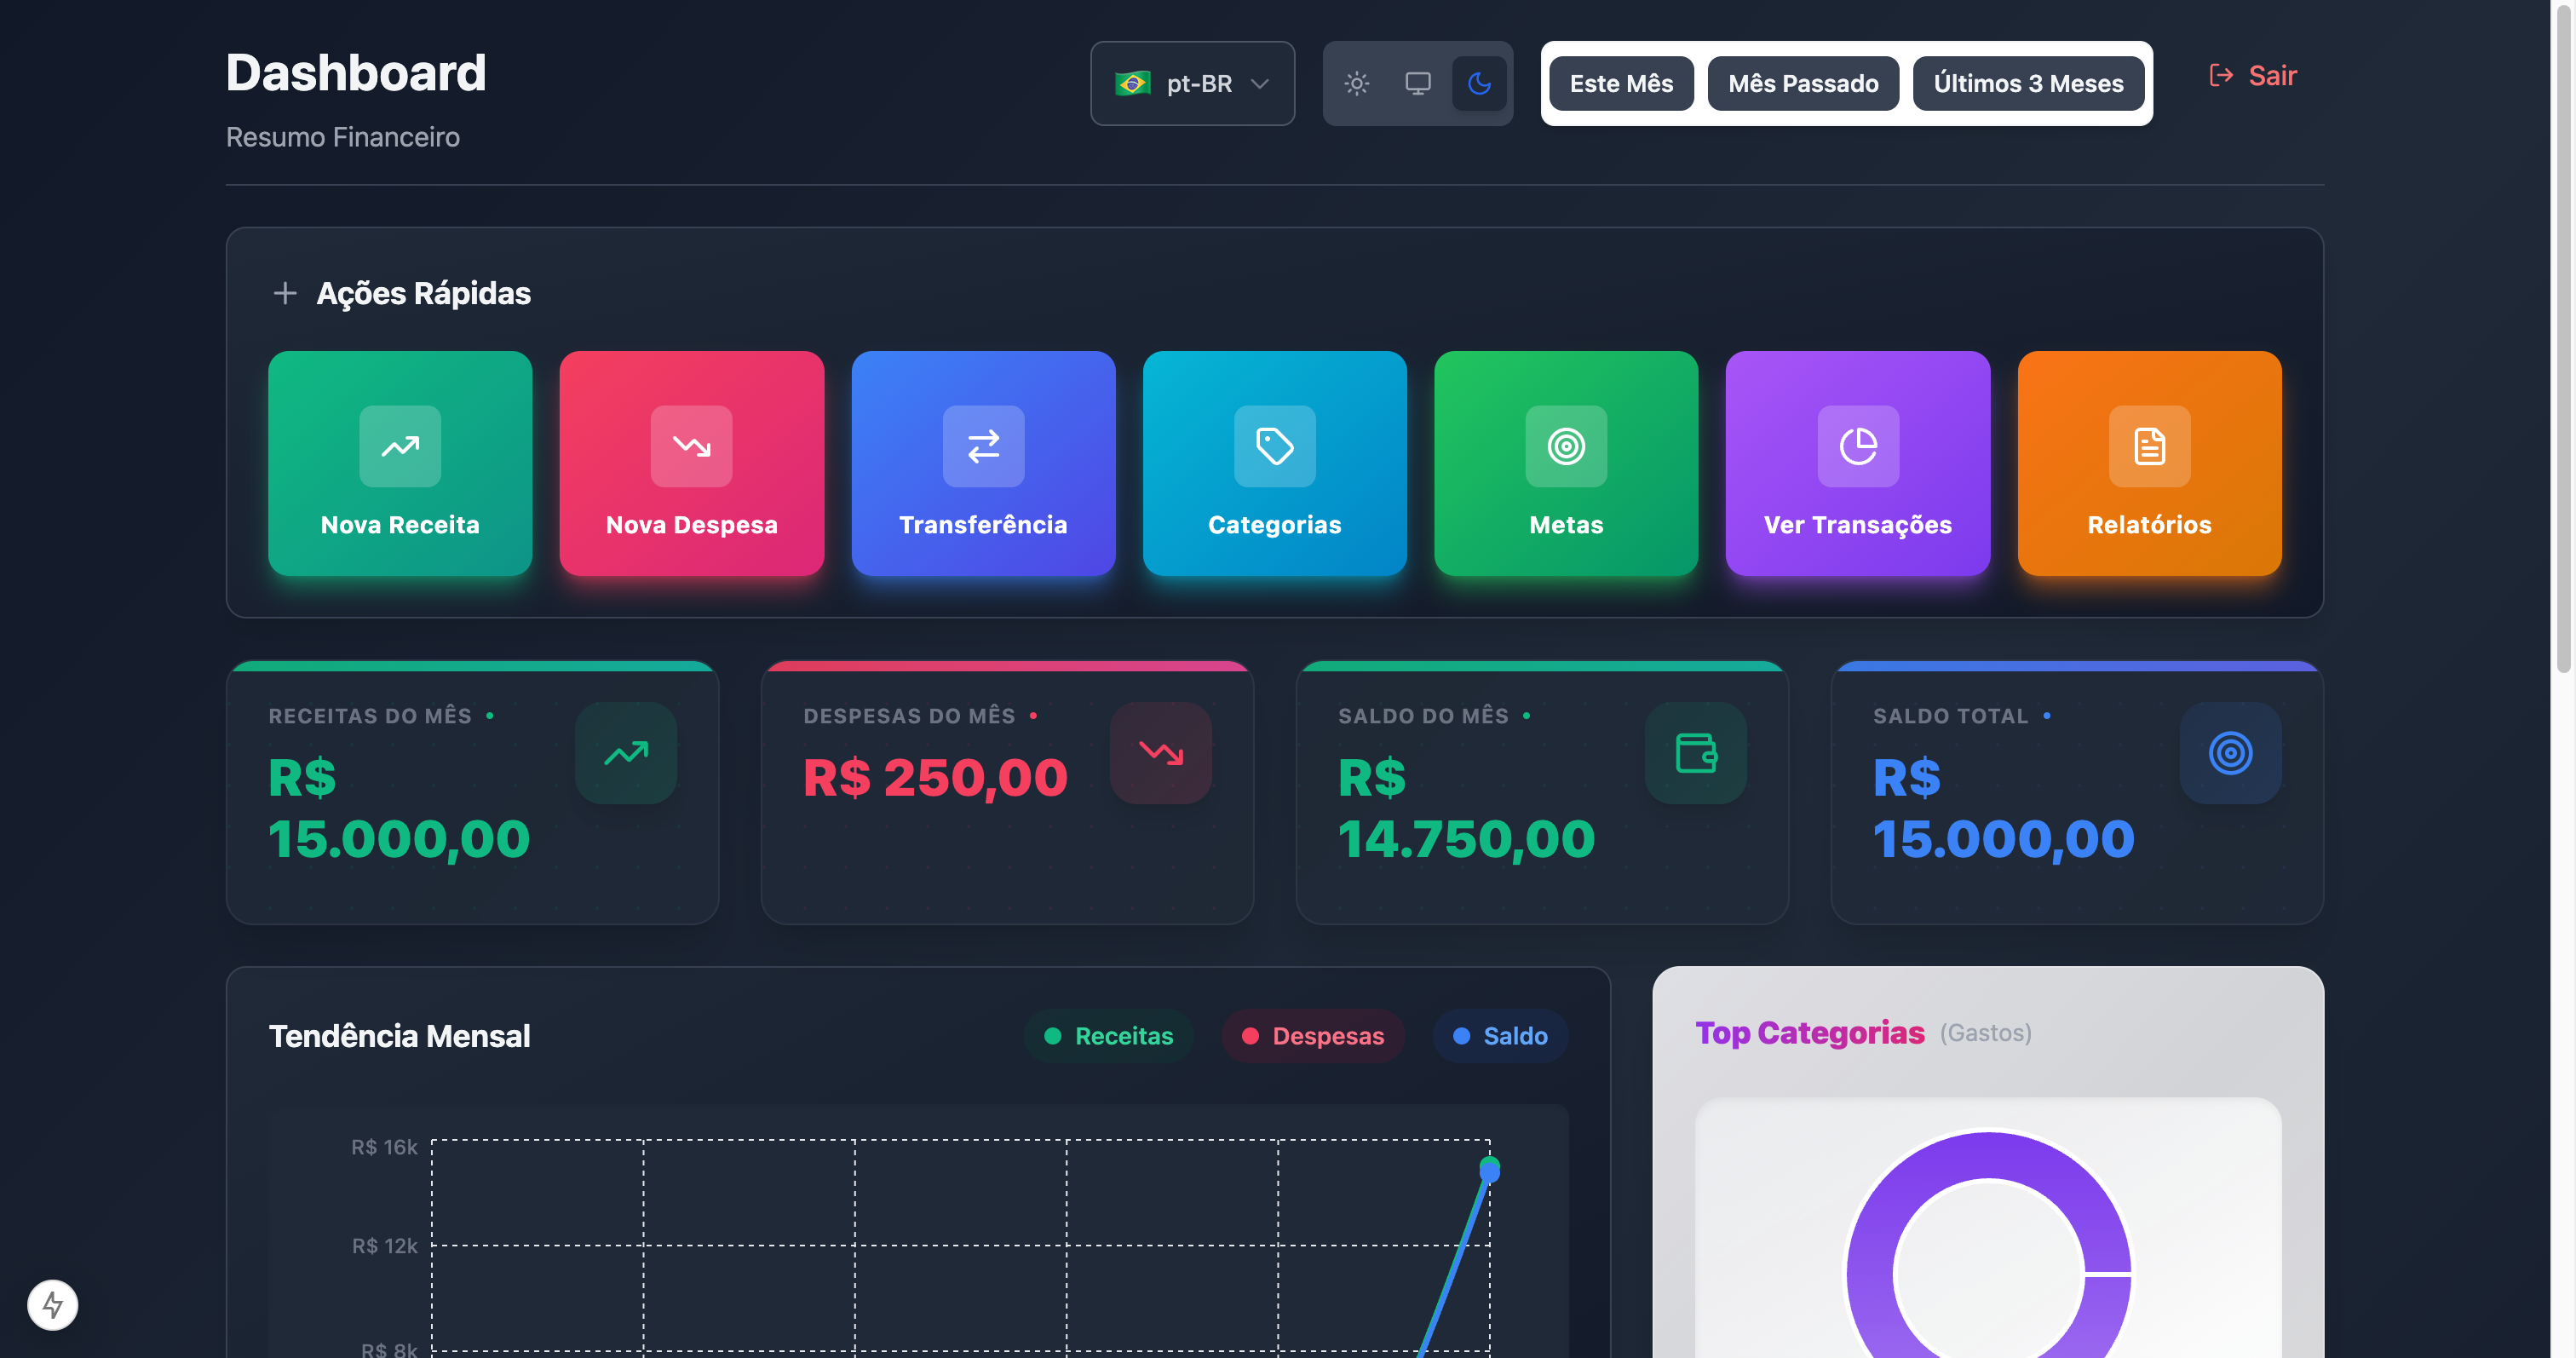 Dashboard
Resumo Financeiro
pt-BR
Este Mês
Mês Passado
Últimos 3 Meses
Sair
Ações Rápidas
Nova Receita
Nova Despesa
Transferência
Categorias
Metas
Ver Transações
Relatórios
RECEITAS DO MÊS
R$
15.000,00
DESPESAS DO MÊS
R$ 250,00
SALDO DO MÊS
R$
14.750,00
SALDO TOTAL
R$
15.000,00
Tendência Mensal
Receitas
Despesas
Saldo
R$ 16k
R$ 12k
R$ 8k
Top Categorias (Gastos)